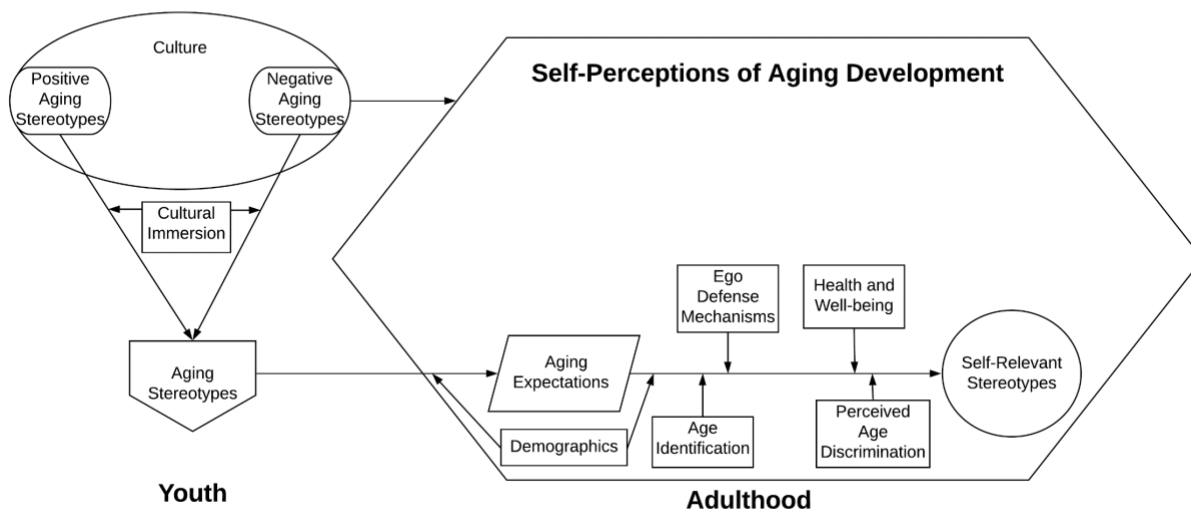 Culture
Positive
Aging
Stereotypes
Negative
Aging
Stereotypes
Cultural
Immersion
Aging
Stereotypes
Youth
Self-Perceptions of Aging Development
Ego
Defense
Mechanisms
Health and
Well-being
Aging
Expectations
Self-Relevant
Stereotypes
Demographics
Age
Identification
Perceived
Age
Discrimination
Adulthood